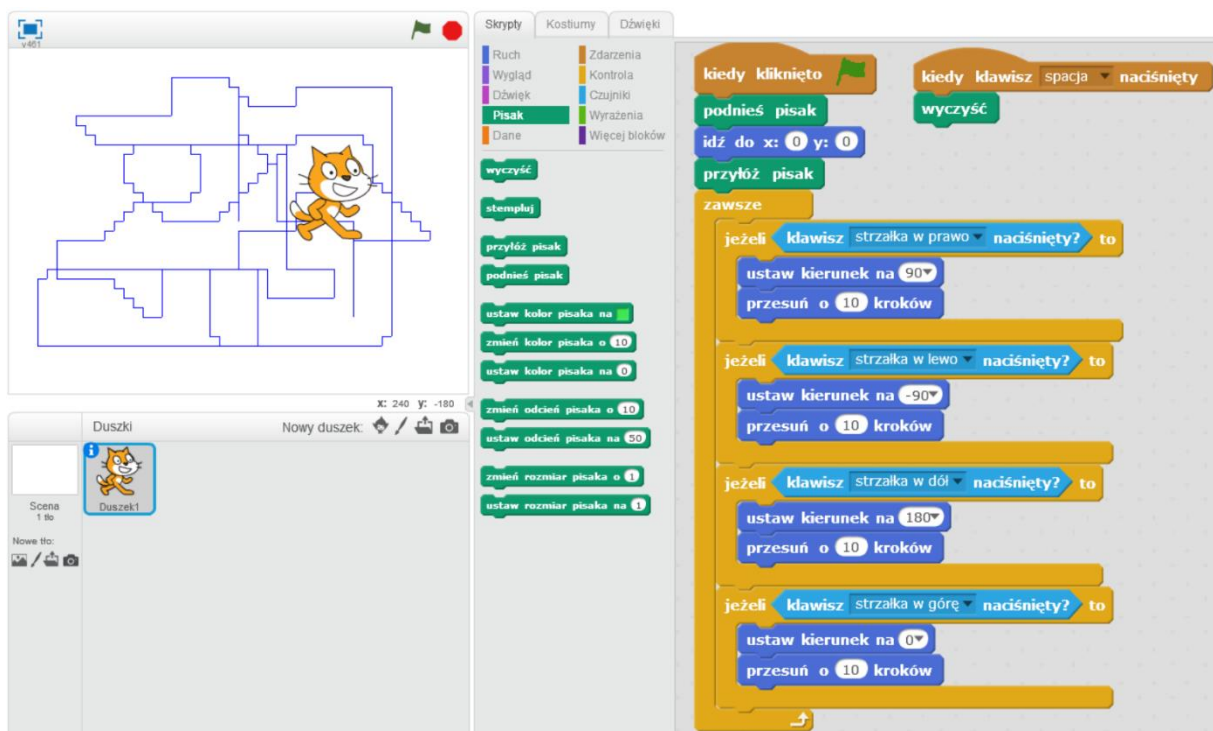 v461
x: 240 y: -180
Duszki
Nowy duszek:
Scena
1 tło
Nowe tło:
Duszek1
Skrypty Kostiumy Dźwięki
Ruch Zdarzenia
Wygląd Kontrola
Dźwięk Czujniki
Pisak Wyrażenia
Dane Więcej bloków
wyczyść
stempluj
przyłóż pisak
podnieś pisak
ustaw kolor pisaka na
zmień kolor pisaka o 10
ustaw kolor pisaka na 0
zmień odcień pisaka o 10
ustaw odcień pisaka na 50
zmień rozmiar pisaka o 1
ustaw rozmiar pisaka na 1
kiedy kliknięto
podnieś pisak
idź do x: 0 y: 0
przyłóż pisak
zawsze
jeżeli klawisz strzałka w prawo naciśnięty? to
ustaw kierunek na 90
przesuń o 10 kroków
jeżeli klawisz strzałka w lewo naciśnięty? to
ustaw kierunek na -90
przesuń o 10 kroków
jeżeli klawisz strzałka w dół naciśnięty? to
ustaw kierunek na 180
przesuń o 10 kroków
jeżeli klawisz strzałka w górę naciśnięty? to
ustaw kierunek na 0
przesuń o 10 kroków
kiedy klawisz spacja naciśnięty
wyczyść